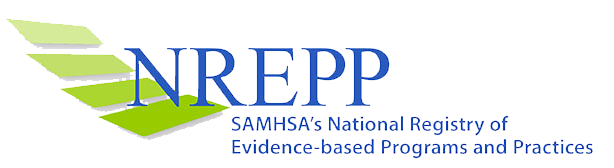 NREPP
SAMHSA's National Registry of
Evidence-based Programs and Practices